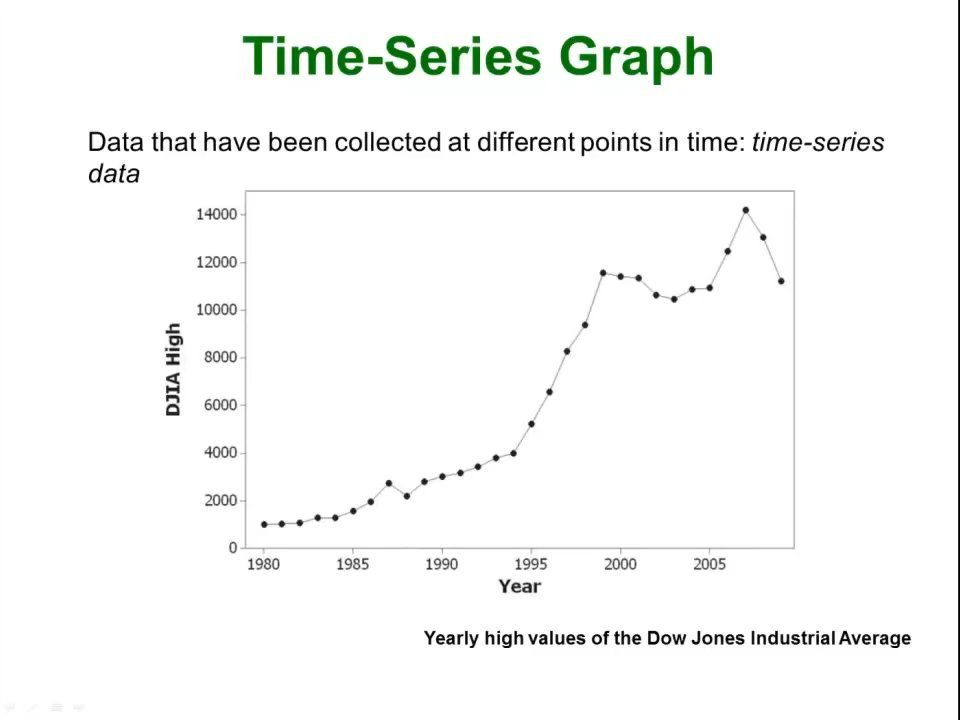 Time-Series Graph
Data that have been collected at different points in time: time-series
data
14000
12000
10000
8000
6000
4000
2000
0
DJIA High
1980 1985 1990 1995 2000 2005
Year
Yearly high values of the Dow Jones Industrial Average